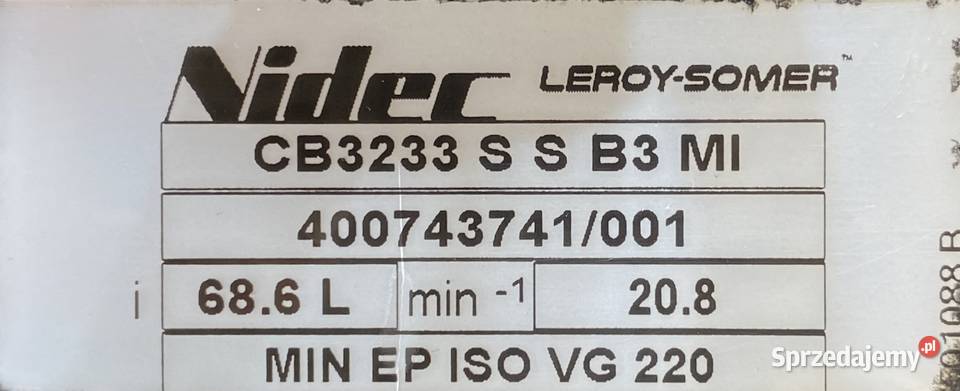 Nidec LEROY-SOMER™
CB3233 S S B3 MI
400743741/001
i 68.6 L min -1 20.8
MIN EP ISO VG 220
01088 B
Sprzedajemy.pl